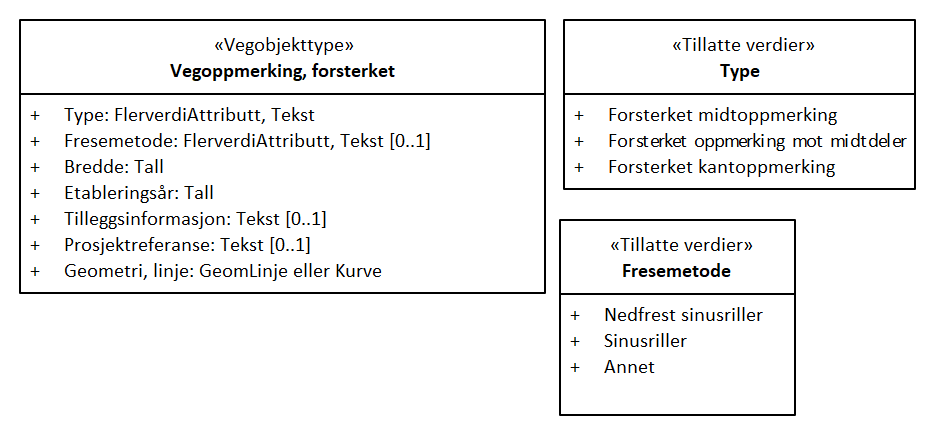 «Vegobjekttype»
Vegoppmerking, forsterket
+ Type: FlerverdiAttributt, Tekst
+ Fresemetode: FlerverdiAttributt, Tekst [0..1]
+ Bredde: Tall
+ Etableringsår: Tall
+ Tilleggsinformasjon: Tekst [0..1]
+ Prosjektreferanse: Tekst [0..1]
+ Geometri, linje: GeomLinje eller Kurve
«Tillatte verdier»
Type
+ Forsterket midtoppmerking
+ Forsterket oppmerking mot midtdeler
+ Forsterket kantoppmerking
«Tillatte verdier»
Fresemetode
+ Nedfrest sinusriller
+ Sinusriller
+ Annet